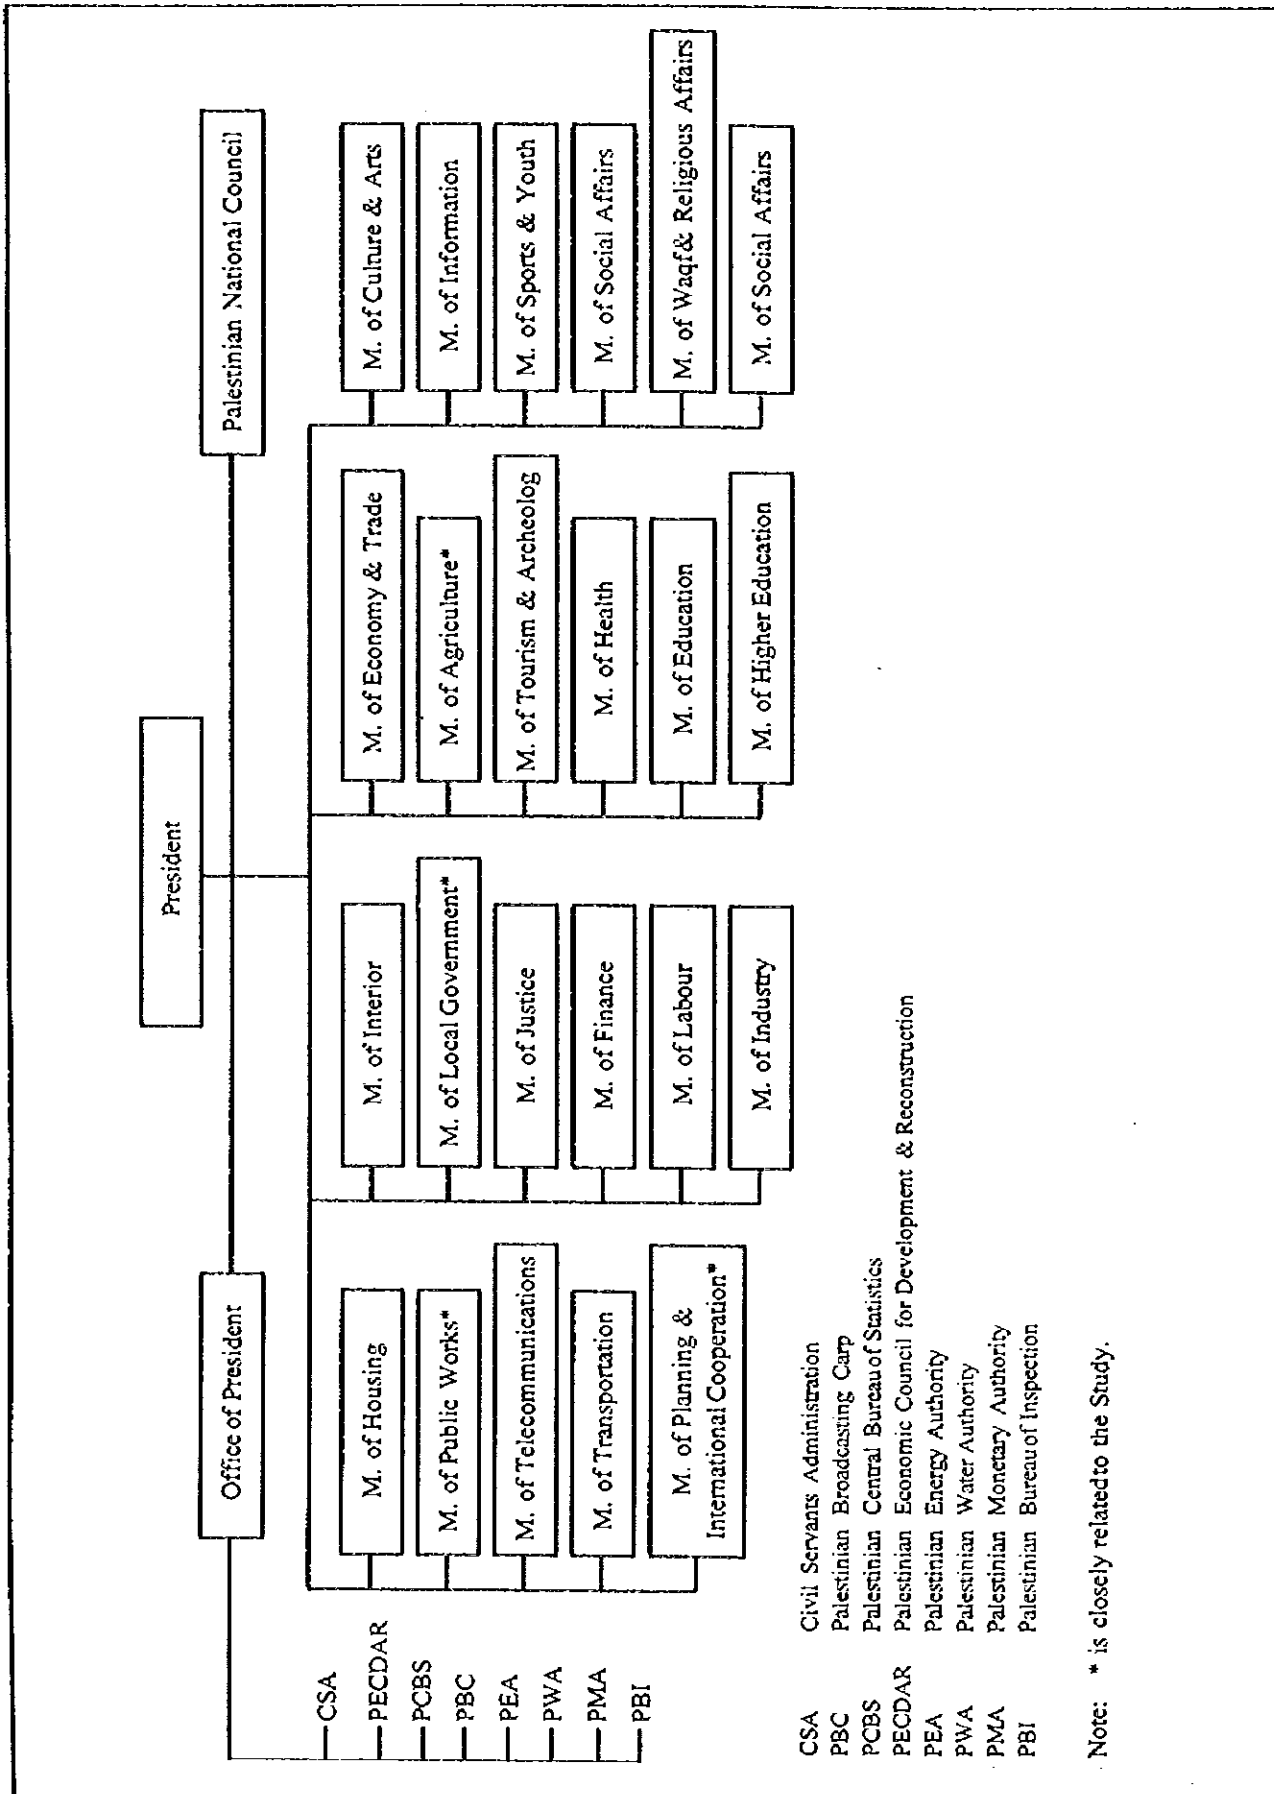 President
Office of President
Palestinian National Council
M. of Housing
M. of Public Works*
M. of Telecommunications
M. of Transportation
M. of Planning &
International Cooperation*
M. of Interior
M. of Local Government*
M. of Justice
M. of Finance
M. of Labour
M. of Industry
M. of Economy & Trade
M. of Agriculture*
M. of Tourism & Archeolog
M. of Health
M. of Education
M. of Higher Education
M. of Culture & Arts
M. of Information
M. of Sports & Youth
M. of Social Affairs
M. of Waqf& Religious Affairs
M. of Social Affairs
CSA
PECDAR
PCBS
PBC
PEA
PWA
PMA
PBI
CSA Civil Servants Administration
PBC Palestinian Broadcasting Carp
PCBS Palestinian Central Bureau of Statistics
PECDAR Palestinian Economic Council for Development & Reconstruction
PEA Palestinian Energy Authority
PWA Palestinian Water Authority
PMA Palestinian Monetary Authority
PBI Palestinian Bureau of Inspection
Note: * is closely related to the Study.